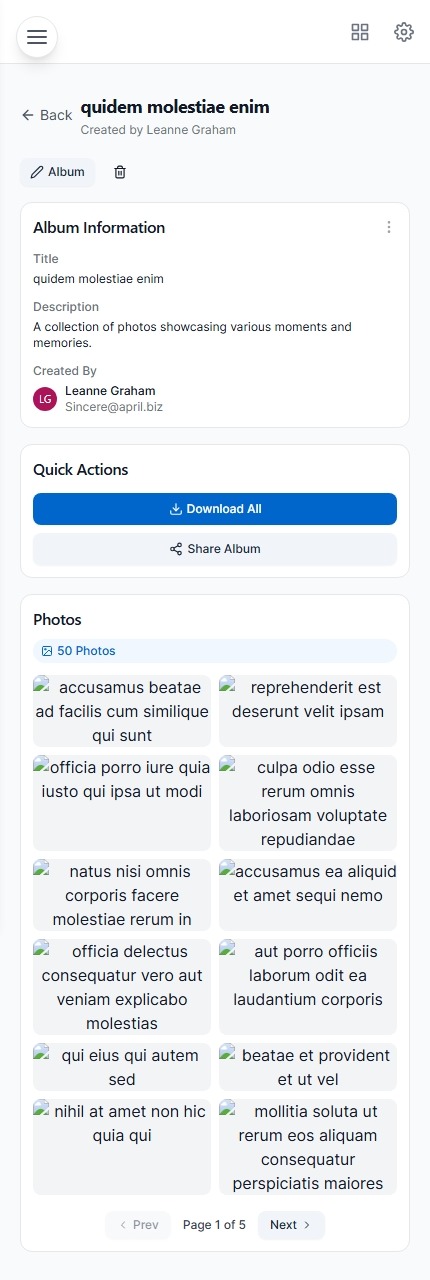 Back
quidem molestiae enim
Created by Leanne Graham
Album
Album Information
Title
quidem molestiae enim
Description
A collection of photos showcasing various moments and
memories.
Created By
LG
Leanne Graham
Sincere@april.biz
Quick Actions
Download All
Share Album
Photos
50 Photos
accusamus beatae
ad facilis cum similique
qui sunt
reprehenderit est
deserunt velit ipsam
officia porro iure quia
iusto qui ipsa ut modi
culpa odio esse
rerum omnis
laboriosam voluptate
repudiandae
natus nisi omnis
corporis facere
molestiae rerum in
accusamus ea aliquid
et amet sequi nemo
officia delectus
consequatur vero aut
veniam explicabo
molestias
aut porro officiis
laborum odit ea
laudantium corporis
qui eius qui autem
sed
beatae et provident
et ut vel
nihil at amet non hic
quia qui
mollitia soluta ut
rerum eos aliquam
consequatur
perspiciatis maiores
Prev
Page 1 of 5
Next